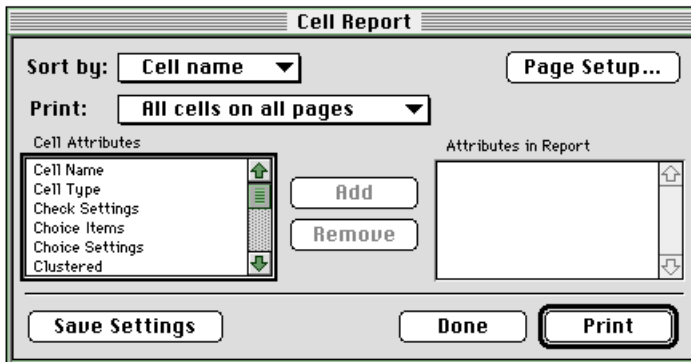 Cell Report
Sort by: Cell name
Page Setup...
Print: All cells on all pages
Cell Attributes
Attributes in Report
Cell Name
Cell Type
Check Settings
Choice Items
Choice Settings
Clustered
Add
Remove
Save Settings
Done
Print